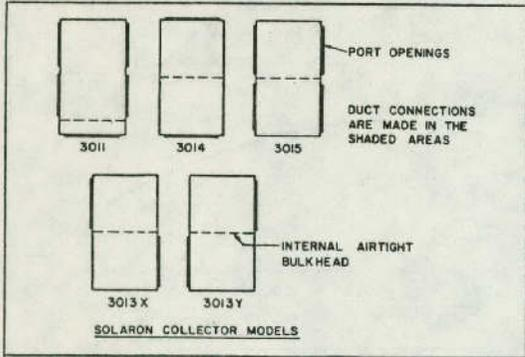 PORT OPENINGS
DUCT CONNECTIONS
ARE MADE IN THE
SHADED AREAS
3011
3014
3015
INTERNAL AIRTIGHT
BULKHEAD
3013X
3013Y
SOLARON COLLECTOR MODELS